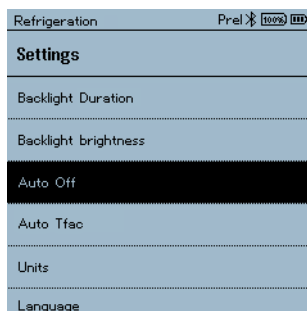 Refrigeration Prel 100%
Settings
Backlight Duration
Backlight brightness
Auto Off
Auto Tfac
Units
Language